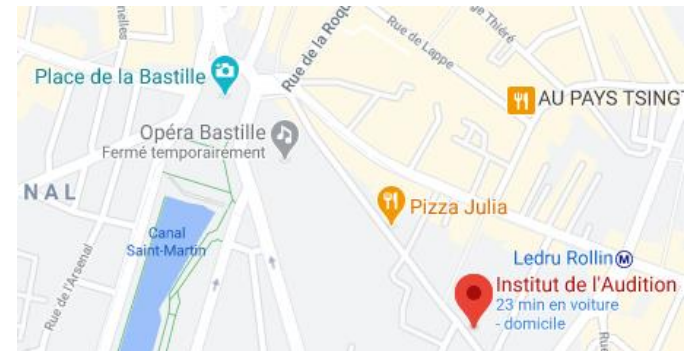 Rue de la Roqu
Rue de Lappe
ge Thiéré
Place de la Bastille
AU PAYS TSINGT
Opéra Bastille
Fermé temporairement
NAL
Pizza Julia
Canal
Saint-Martin
Rue de l'Arsenal
Ledru Rollin
M
Institut de l'Audition
23 min en voiture
- domicile
Rue